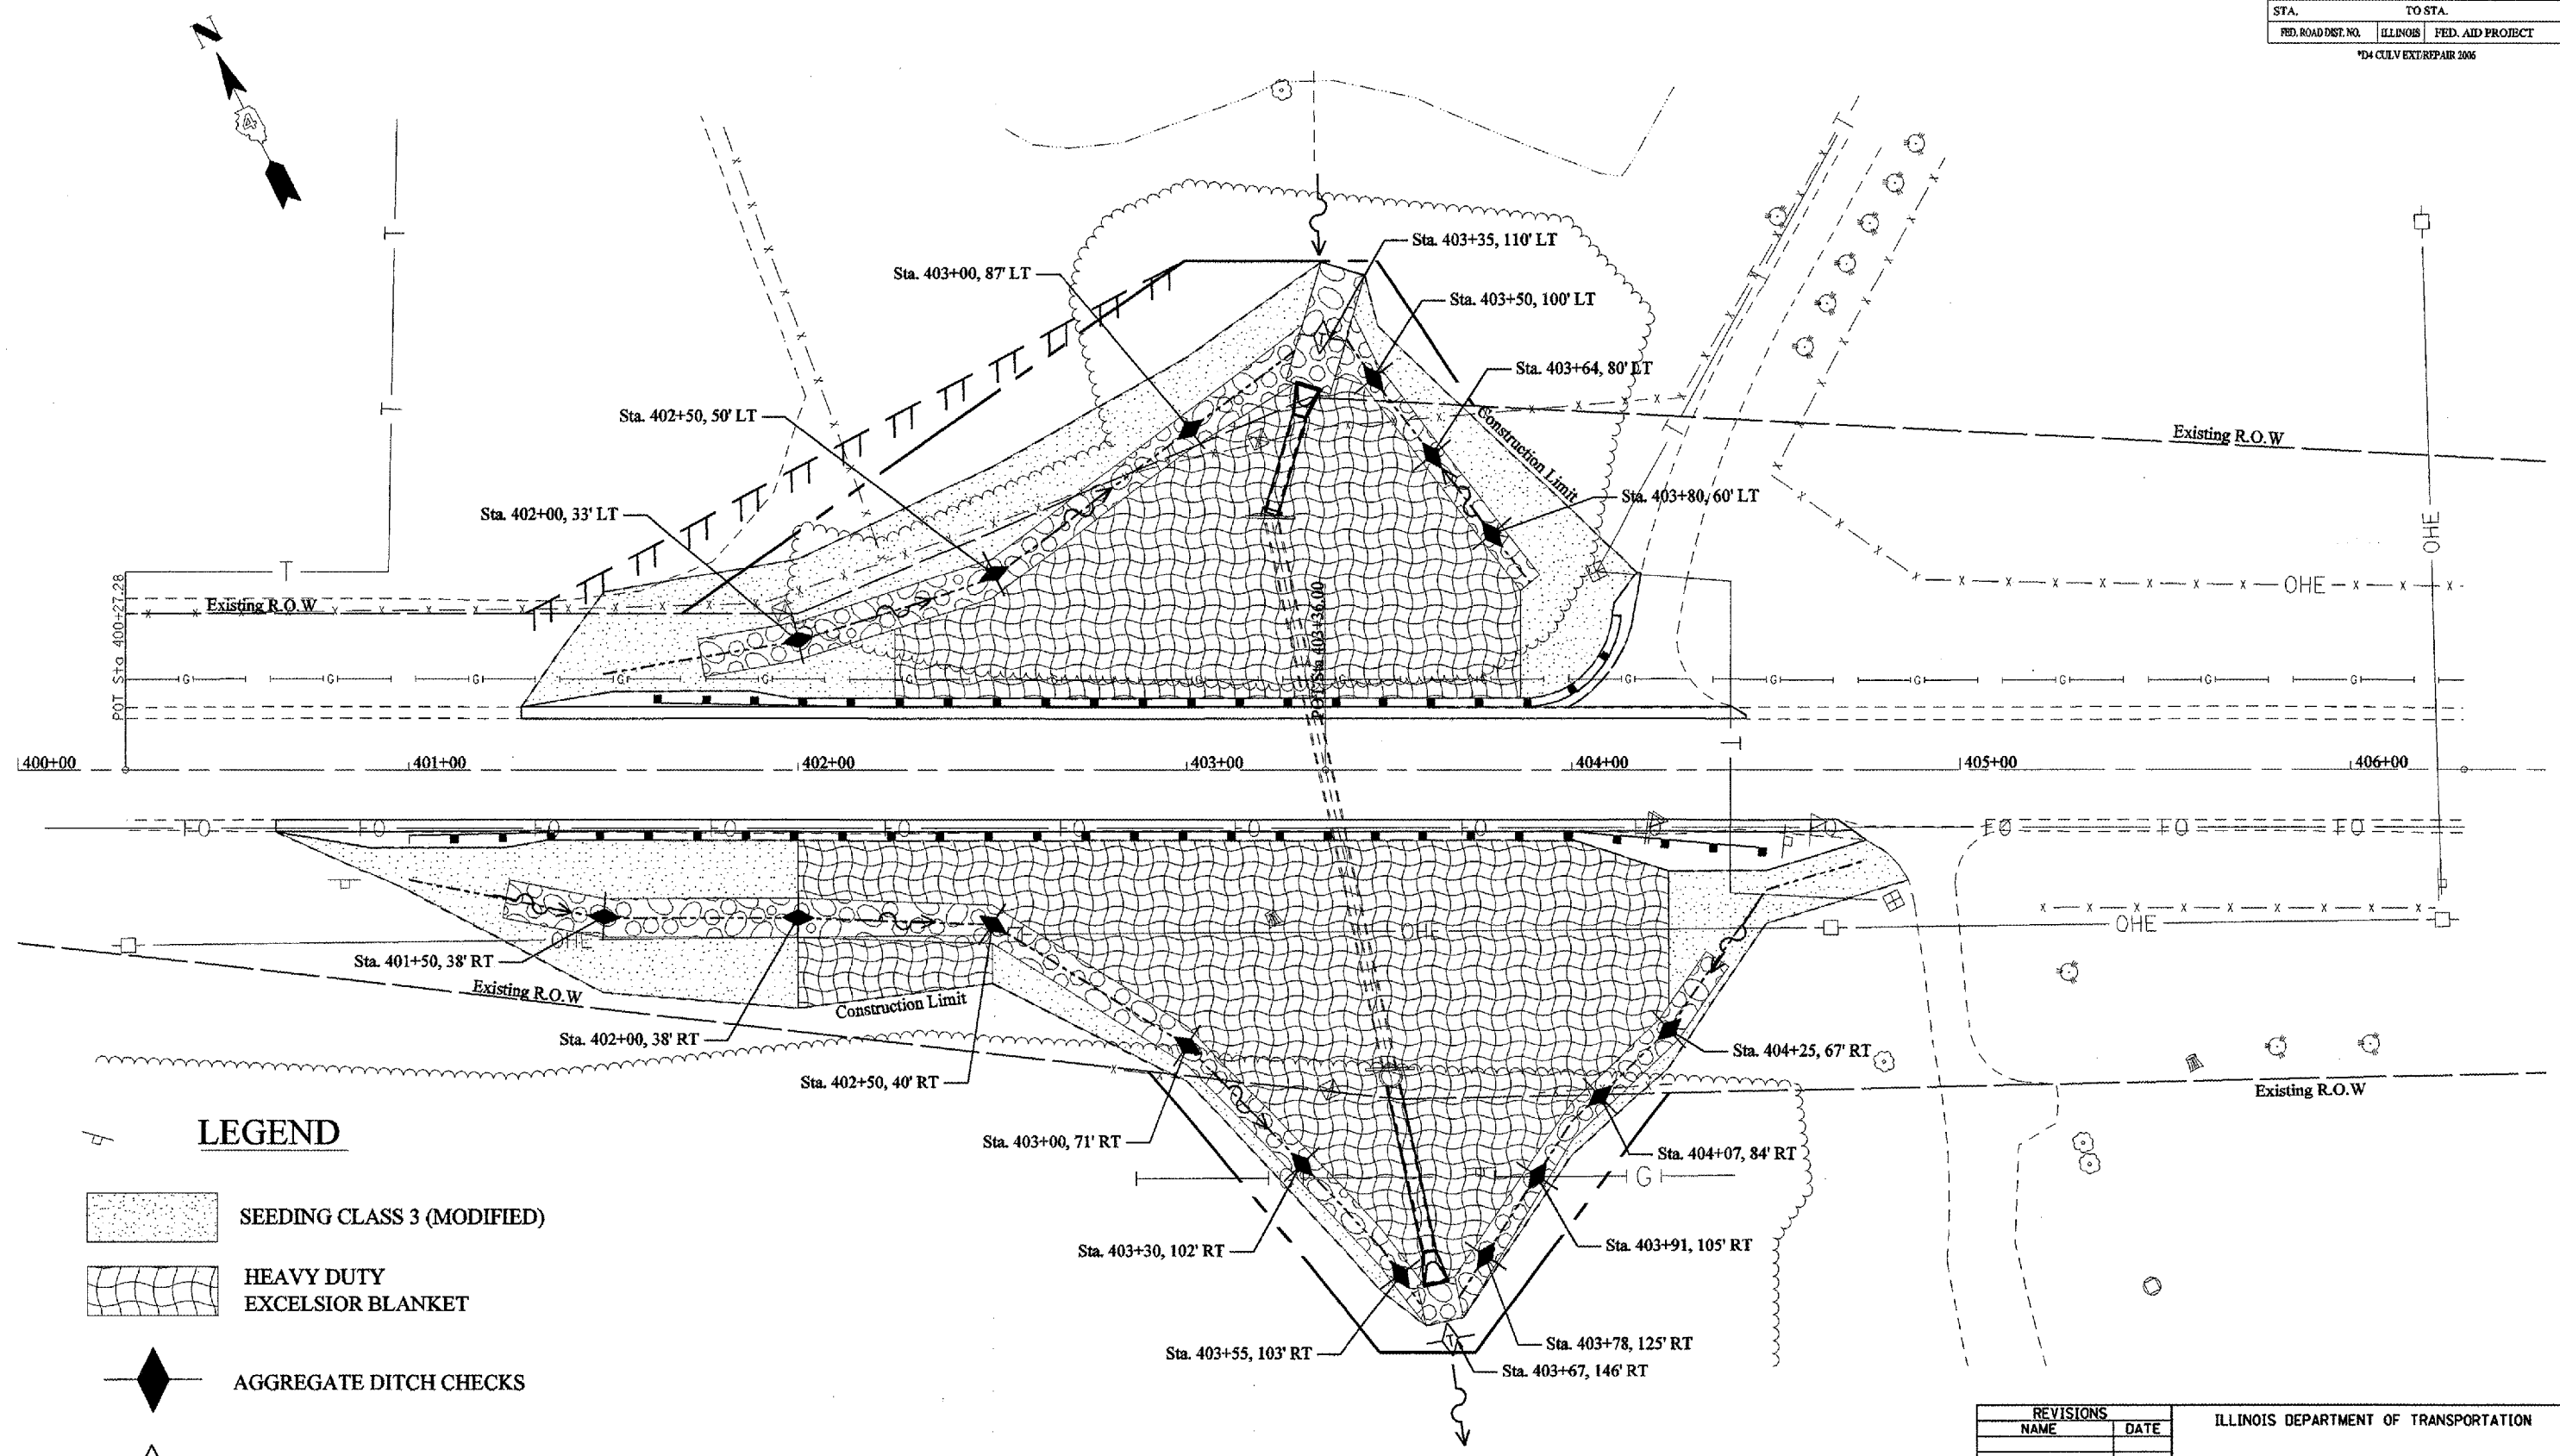 STA. TO STA.
FED. ROAD DIST. NO. ILLINOIS FED. AID PROJECT
*D4 CULV EXT/REPAIR 2006
N
4
Sta. 403+35, 110' LT
Sta. 403+00, 87' LT
Sta. 403+50, 100' LT
Sta. 403+64, 80' LT
Sta. 402+50, 50' LT
Construction Limit
Existing R.O.W
Sta. 403+80, 60' LT
Sta. 402+00, 33' LT
OHE
T
T
T
Existing R.O.W
OHE
POT Sta 400+27.28
POT Sta 403+36.00
G G G G G G G G G G G G G G G
400+00 401+00 402+00 403+00 404+00 405+00 406+00
FO FO FO FO FO FO FO FO FO FO FO FO
OHE OHE OHE
Sta. 401+50, 38' RT
Existing R.O.W
Construction Limit
Sta. 402+00, 38' RT
Sta. 404+25, 67' RT
Sta. 402+50, 40' RT
Existing R.O.W
LEGEND
Sta. 403+00, 71' RT
Sta. 404+07, 84' RT
G
SEEDING CLASS 3 (MODIFIED)
Sta. 403+30, 102' RT
Sta. 403+91, 105' RT
HEAVY DUTY
EXCELSIOR BLANKET
Sta. 403+55, 103' RT
Sta. 403+78, 125' RT
Sta. 403+67, 146' RT
AGGREGATE DITCH CHECKS
REVISIONS
NAME DATE
ILLINOIS DEPARTMENT OF TRANSPORTATION